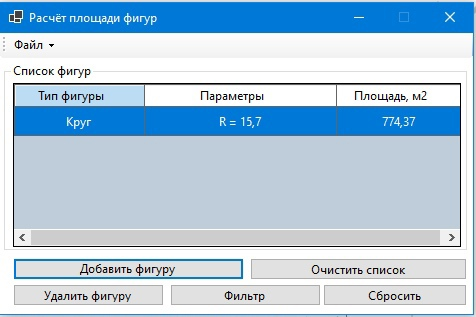 Расчёт площади фигур
Файл
Список фигур
Тип фигуры Параметры Площадь, м2
Круг R = 15,7 774,37
Добавить фигуру Очистить список
Удалить фигуру Фильтр Сбросить